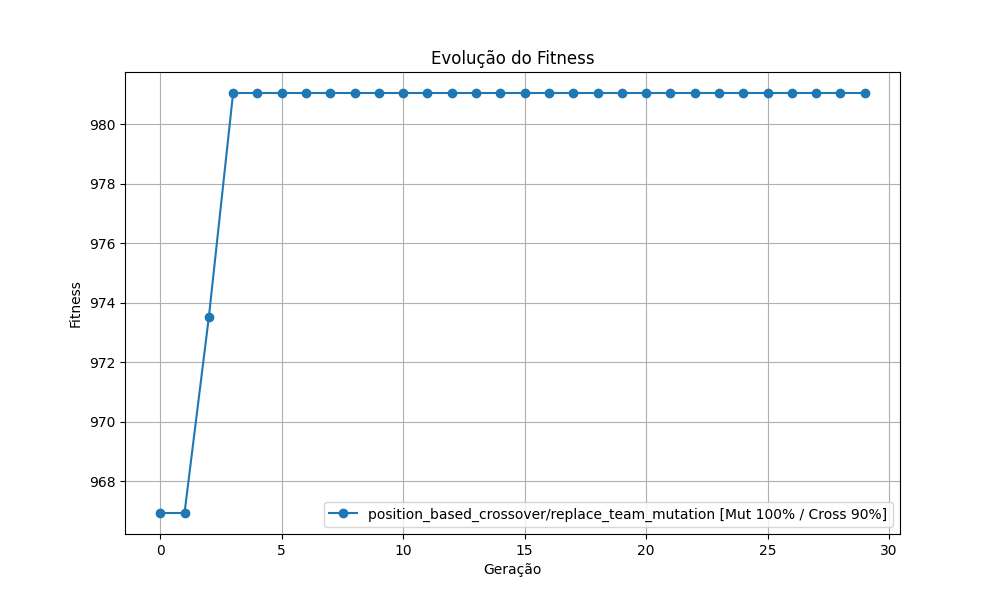 Evolução do Fitness
Fitness
980
978
976
974
972
970
968
position_based_crossover/replace_team_mutation [Mut 100% / Cross 90%]
0 5 10 15 20 25 30
Geração